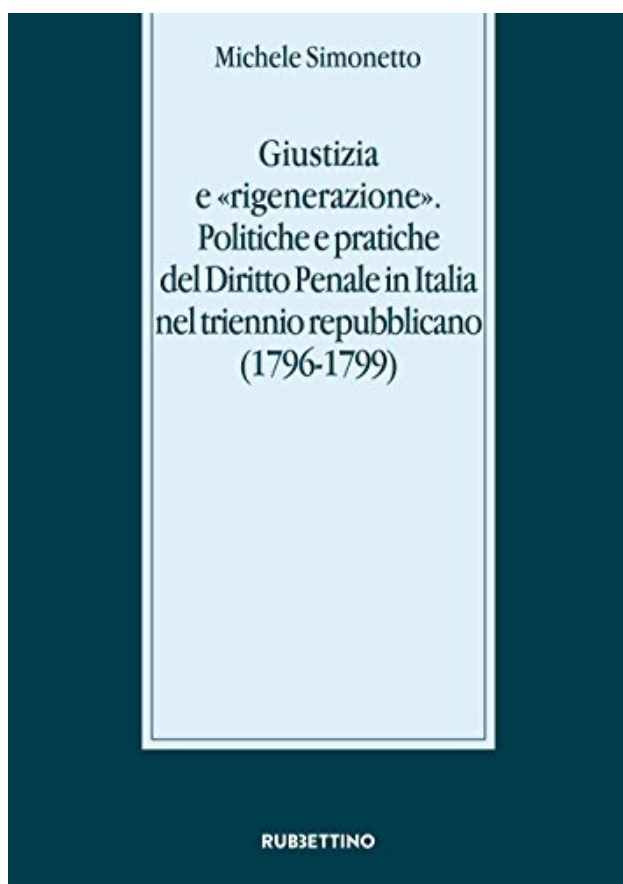 Michele Simonetto
Giustizia
e «rigenerazione».
Politiche e pratiche
del Diritto Penale in Italia
nel triennio repubblicano
(1796-1799)
RUBBETTINO